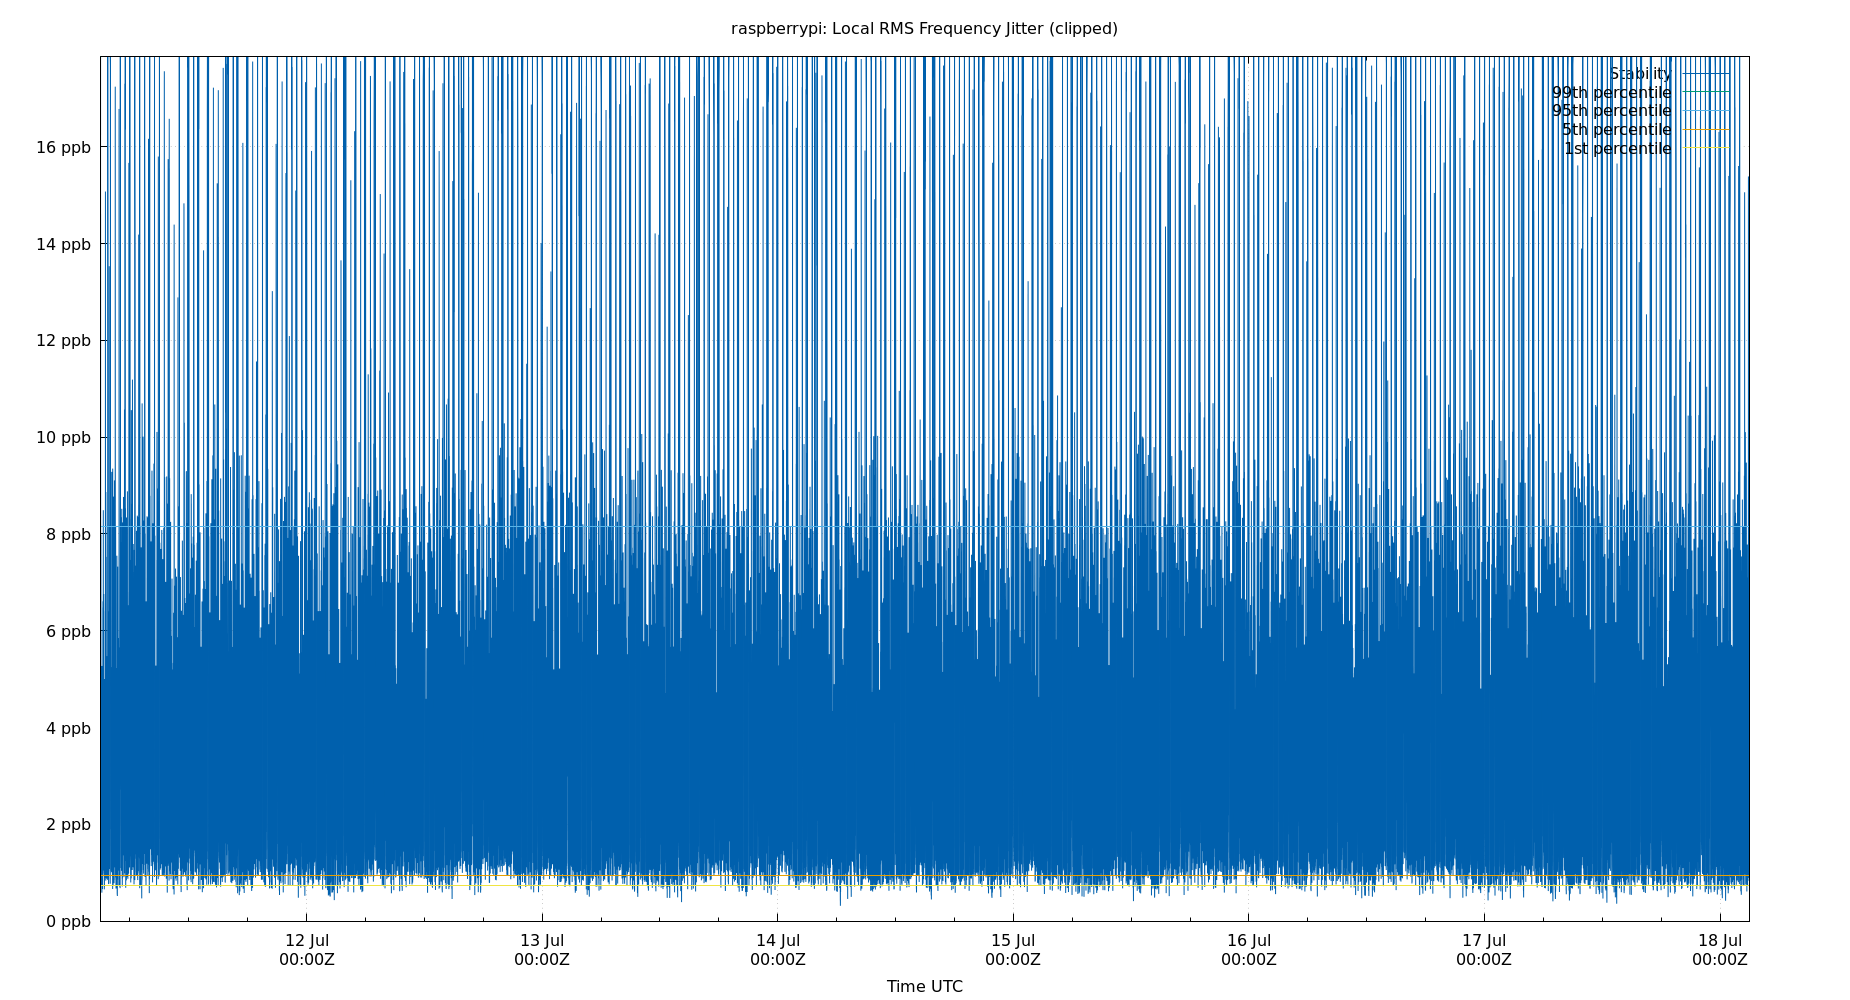 raspberrypi: Local RMS Frequency Jitter (clipped)
Stability
99th percentile
95th percentile
5th percentile
1st percentile
16 ppb
14 ppb
12 ppb
10 ppb
8 ppb
6 ppb
4 ppb
2 ppb
0 ppb
12 Jul 13 Jul 14 Jul 15 Jul 16 Jul 17 Jul 18 Jul
00:00Z 00:00Z 00:00Z 00:00Z 00:00Z 00:00Z 00:00Z
Time UTC